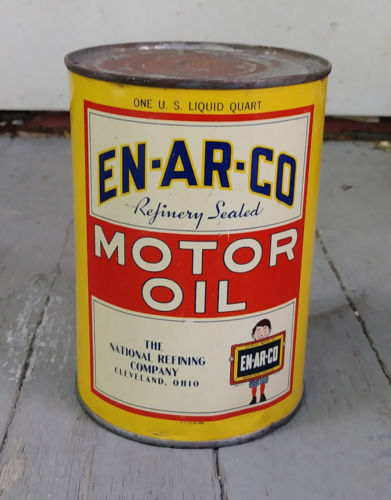 ONE U. S. LIQUID QUART
EN-AR-CO
Refinery Sealed
MOTOR
OIL
THE
NATIONAL REFINING
COMPANY
CLEVELAND, OHIO
EN-AR-CO